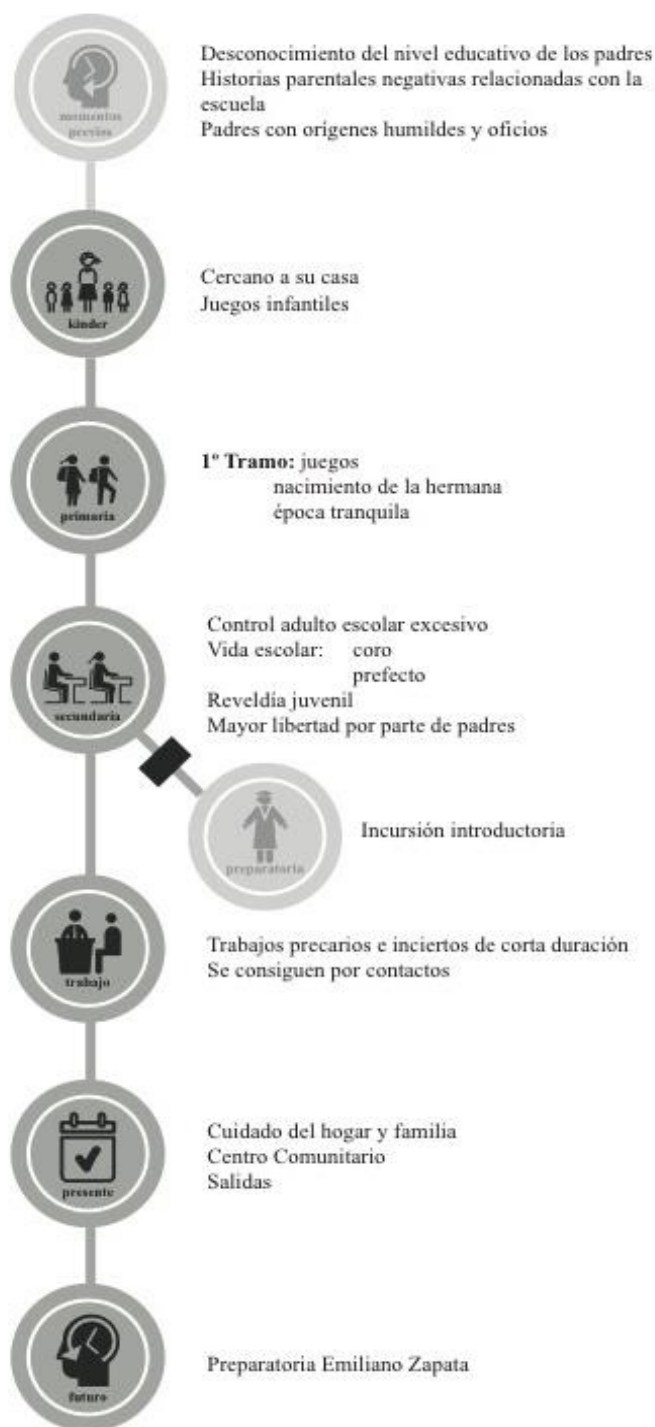 momentos
previos
Desconocimiento del nivel educativo de los padres
Historias parentales negativas relacionadas con la
escuela
Padres con orígenes humildes y oficios
kinder
Cercano a su casa
Juegos infantiles
primaria
1º Tramo: juegos
nacimiento de la hermana
época tranquila
secundaria
Control adulto escolar excesivo
Vida escolar: coro
prefecto
Reveldía juvenil
Mayor libertad por parte de padres
preparatoria
Incursión introductoria
trabajo
Trabajos precarios e inciertos de corta duración
Se consiguen por contactos
presente
Cuidado del hogar y familia
Centro Comunitario
Salidas
futuro
Preparatoria Emiliano Zapata